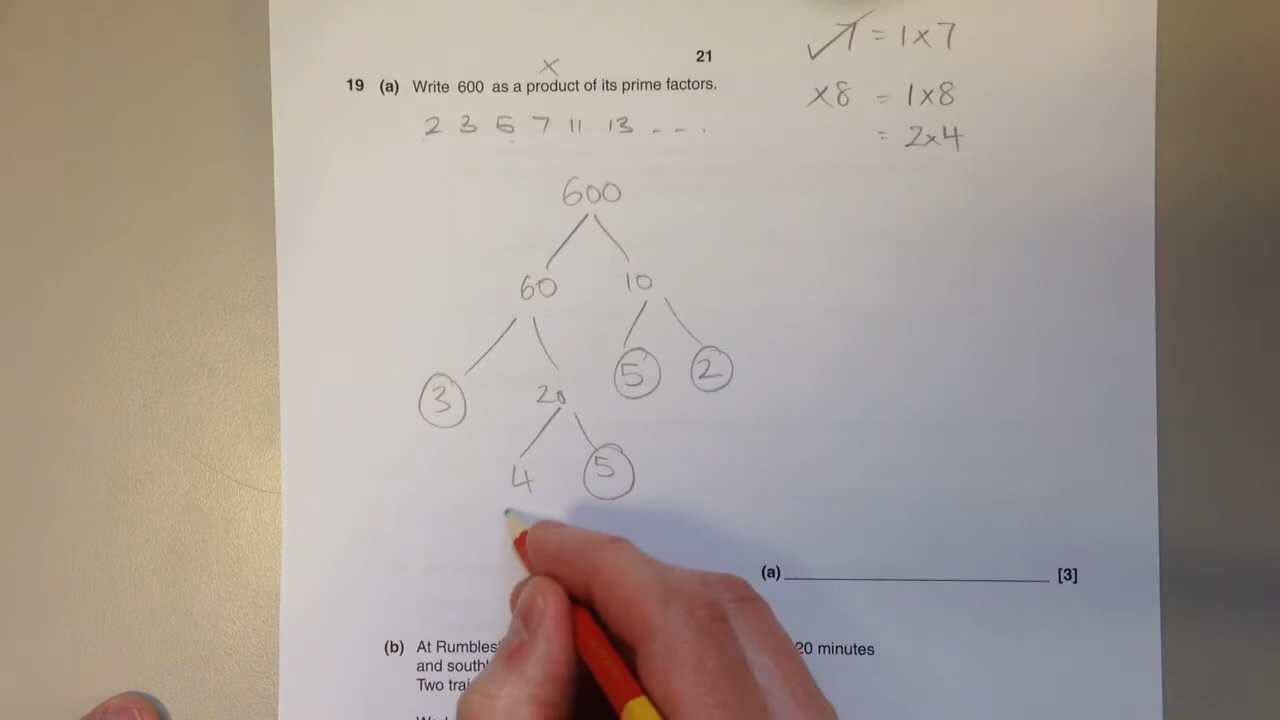 21
7 = 1 x 7
x
19 (a) Write 600 as a product of its prime factors.
x 8 = 1 x 8
2 3 5 7 11 13 - - .
= 2 x 4
600
60 10
3 20 5 2
4 5
(a) [3]
(b) At Rumbles 20 minutes
and south
Two